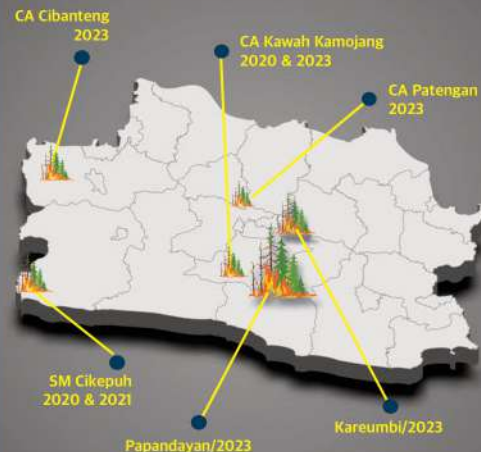 CA Cibanteng
2023
CA Kawah Kamojang
2020 & 2023
CA Patengan
2023
SM Cikepuh
2020 & 2021
Papandayan/2023
Kareumbi/2023